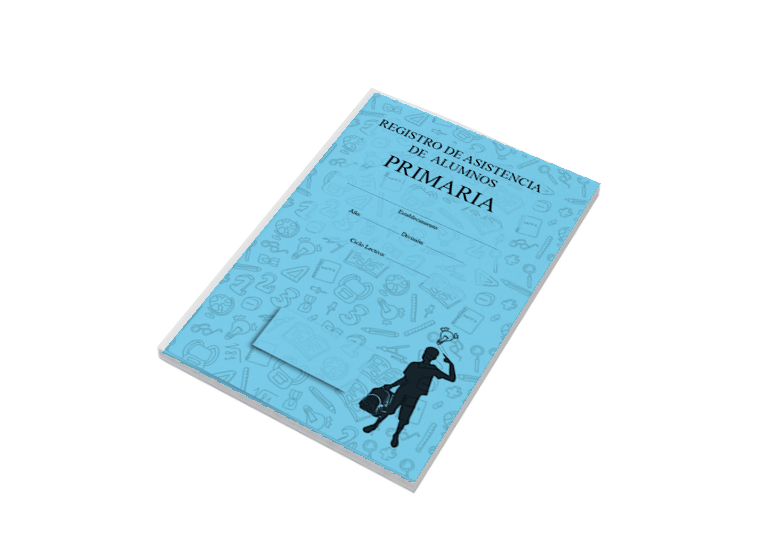 REGISTRO DE ASISTENCIA
DE ALUMNOS
PRIMARIA
Establecimiento:
Año:
División:
Ciclo Lectivo: